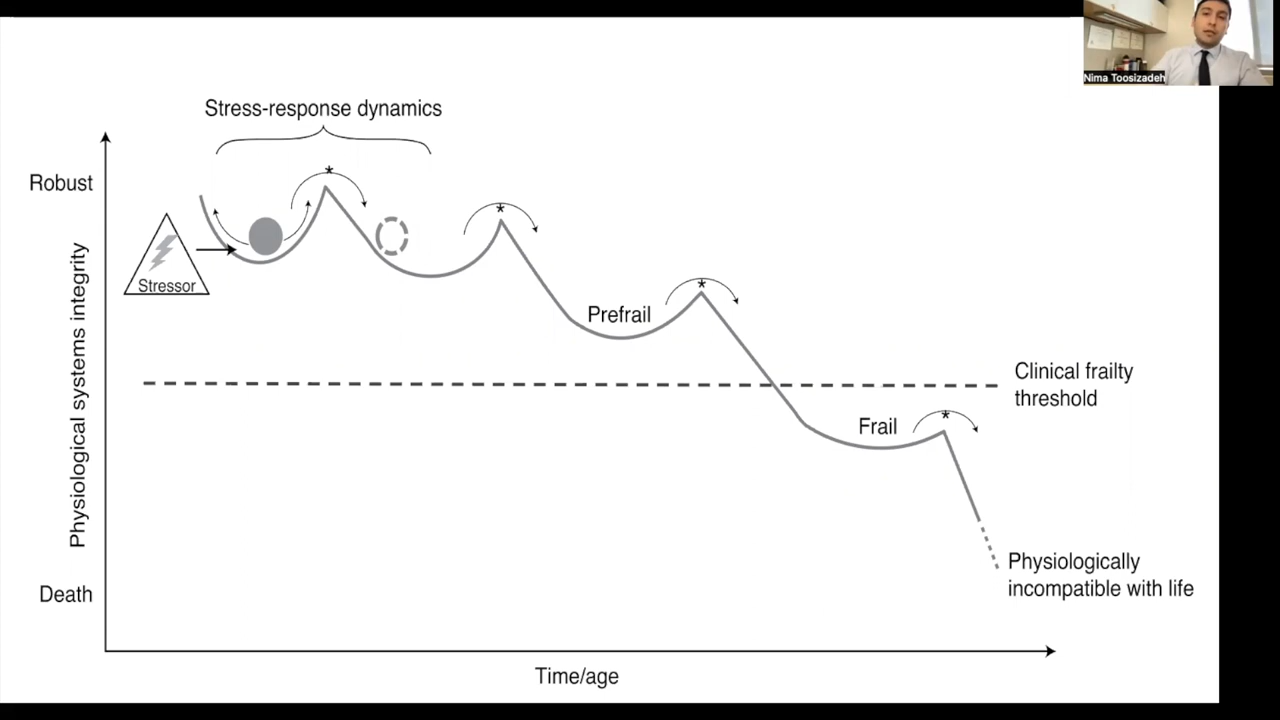 Nima Toosizadeh
Stress-response dynamics
Robust
*
*
Stressor
*
Prefrail
Physiological systems integrity
Clinical frailty
threshold
*
Frail
Physiologically
incompatible with life
Death
Time/age